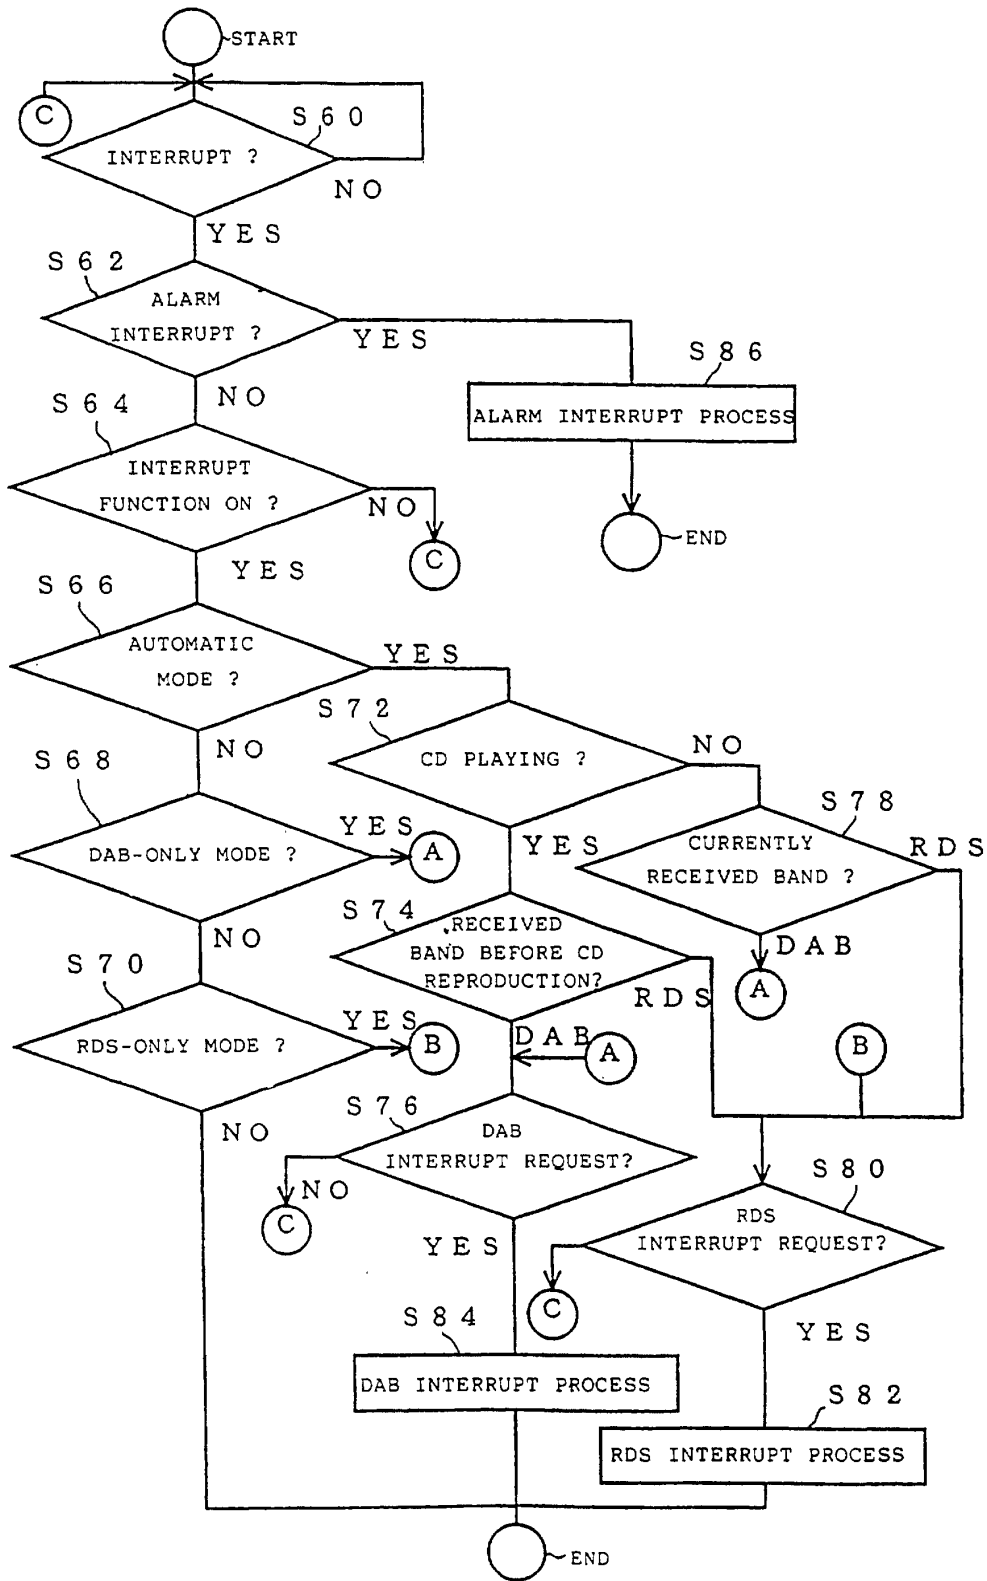 START
C
S60
INTERRUPT ?
NO
YES
S62
ALARM
INTERRUPT ?
YES
S86
ALARM INTERRUPT PROCESS
NO
END
S64
INTERRUPT
FUNCTION ON ?
NO
C
YES
S66
AUTOMATIC
MODE ?
YES
NO
S72
CD PLAYING ?
NO
YES
S68
DAB-ONLY MODE ?
YES
A
NO
S78
CURRENTLY
RECEIVED BAND ?
RDS
DAB
A
S74
RECEIVED
BAND BEFORE CD
REPRODUCTION?
RDS
DAB
A
B
S70
RDS-ONLY MODE ?
YES
B
NO
S76
DAB
INTERRUPT REQUEST?
NO
C
YES
S80
RDS
INTERRUPT REQUEST?
C
YES
S84
DAB INTERRUPT PROCESS
S82
RDS INTERRUPT PROCESS
END